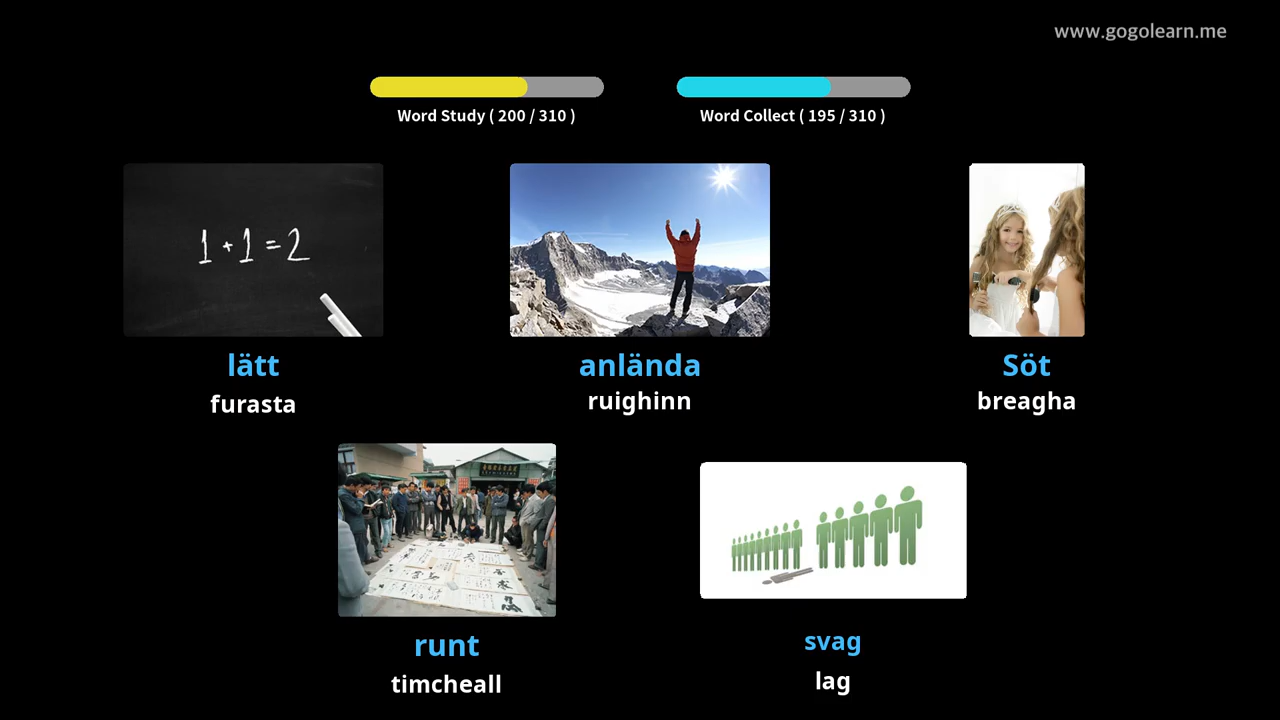 www.gogolearn.me
Word Study ( 200 / 310 )
Word Collect ( 195 / 310 )
1 + 1 = 2
lätt
furasta
anlända
ruighinn
Söt
breagha
runt
timcheall
svag
lag